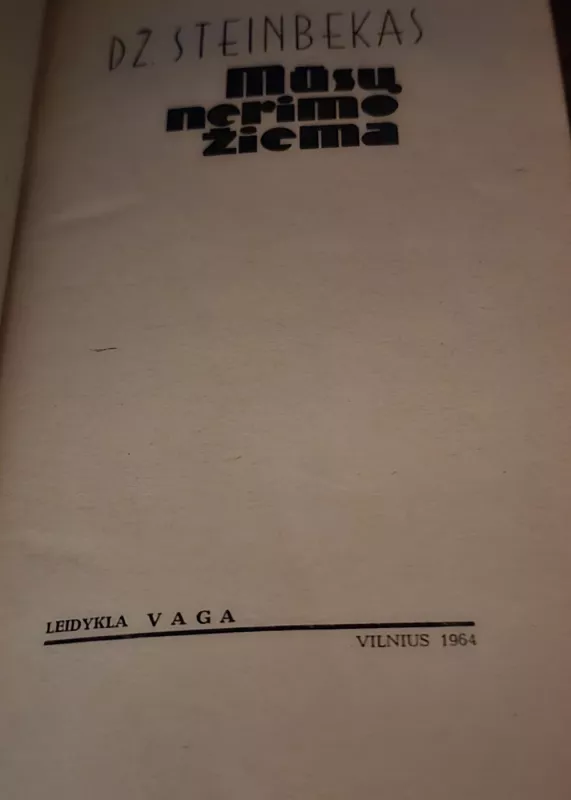 DŽ. STEINBEKAS
Mūsų
nerimo
žiema
LEIDYKLA VAGA
VILNIUS 1964